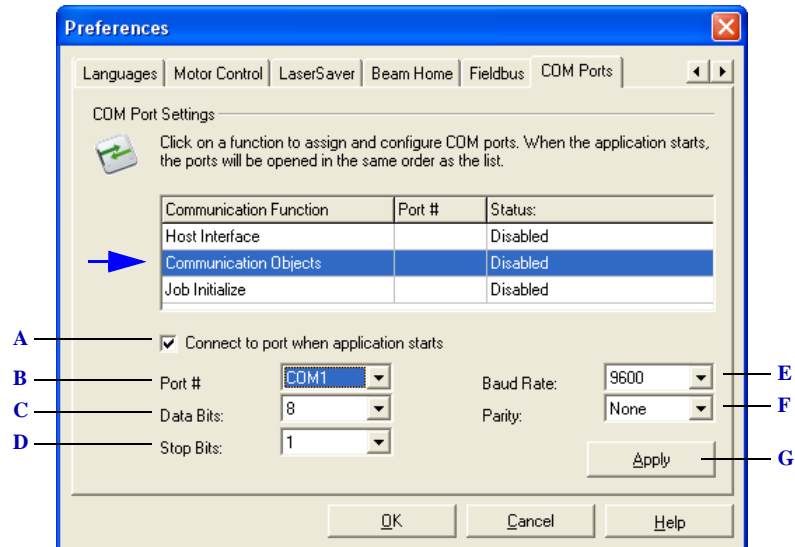 Preferences
Languages Motor Control LaserSaver Beam Home Fieldbus COM Ports
COM Port Settings
Click on a function to assign and configure COM ports. When the application starts,
the ports will be opened in the same order as the list.
Communication Function Port # Status:
Host Interface Disabled
Communication Objects Disabled
Job Initialize Disabled
A Connect to port when application starts
B Port # COM1 Baud Rate: 9600 E
C Data Bits: 8 Parity: None F
D Stop Bits: 1
Apply G
OK Cancel Help